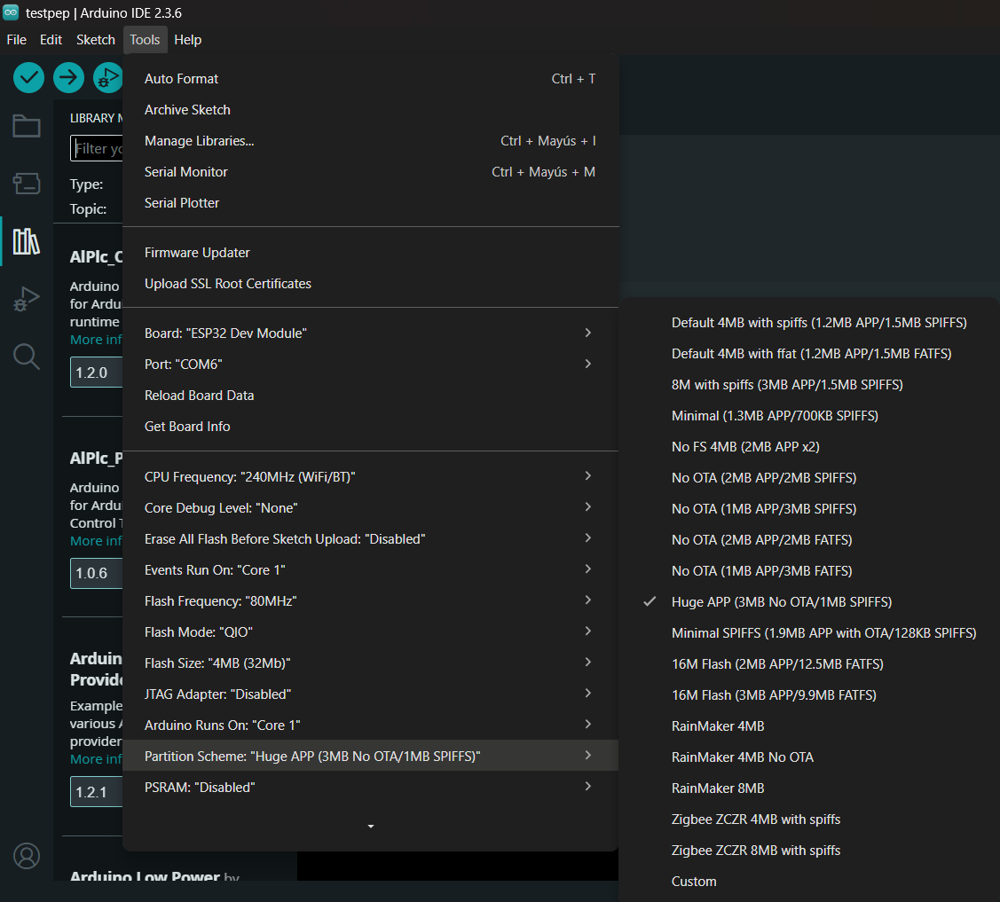 testpep | Arduino IDE 2.3.6
File Edit Sketch Tools Help
LIBRARY M
Filter yo
Type:
Topic:
AlPlc_O
Arduino
for Ardu
runtime
More inf
1.2.0
AlPlc_P
Arduino
for Ardu
Control T
More inf
1.0.6
Arduin
Provide
Example
various A
provider
More inf
1.2.1
Arduino Low Power by
Auto Format Ctrl + T
Archive Sketch
Manage Libraries... Ctrl + Mayús + I
Serial Monitor Ctrl + Mayús + M
Serial Plotter
Firmware Updater
Upload SSL Root Certificates
Board: "ESP32 Dev Module"
Port: "COM6"
Reload Board Data
Get Board Info
CPU Frequency: "240MHz (WiFi/BT)"
Core Debug Level: "None"
Erase All Flash Before Sketch Upload: "Disabled"
Events Run On: "Core 1"
Flash Frequency: "80MHz"
Flash Mode: "QIO"
Flash Size: "4MB (32Mb)"
JTAG Adapter: "Disabled"
Arduino Runs On: "Core 1"
Partition Scheme: "Huge APP (3MB No OTA/1MB SPIFFS)"
PSRAM: "Disabled"
Default 4MB with spiffs (1.2MB APP/1.5MB SPIFFS)
Default 4MB with ffat (1.2MB APP/1.5MB FATFS)
8M with spiffs (3MB APP/1.5MB SPIFFS)
Minimal (1.3MB APP/700KB SPIFFS)
No FS 4MB (2MB APP x2)
No OTA (2MB APP/2MB SPIFFS)
No OTA (1MB APP/3MB SPIFFS)
No OTA (2MB APP/2MB FATFS)
No OTA (1MB APP/3MB FATFS)
Huge APP (3MB No OTA/1MB SPIFFS)
Minimal SPIFFS (1.9MB APP with OTA/128KB SPIFFS)
16M Flash (2MB APP/12.5MB FATFS)
16M Flash (3MB APP/9.9MB FATFS)
RainMaker 4MB
RainMaker 4MB No OTA
RainMaker 8MB
Zigbee ZCZR 4MB with spiffs
Zigbee ZCZR 8MB with spiffs
Custom